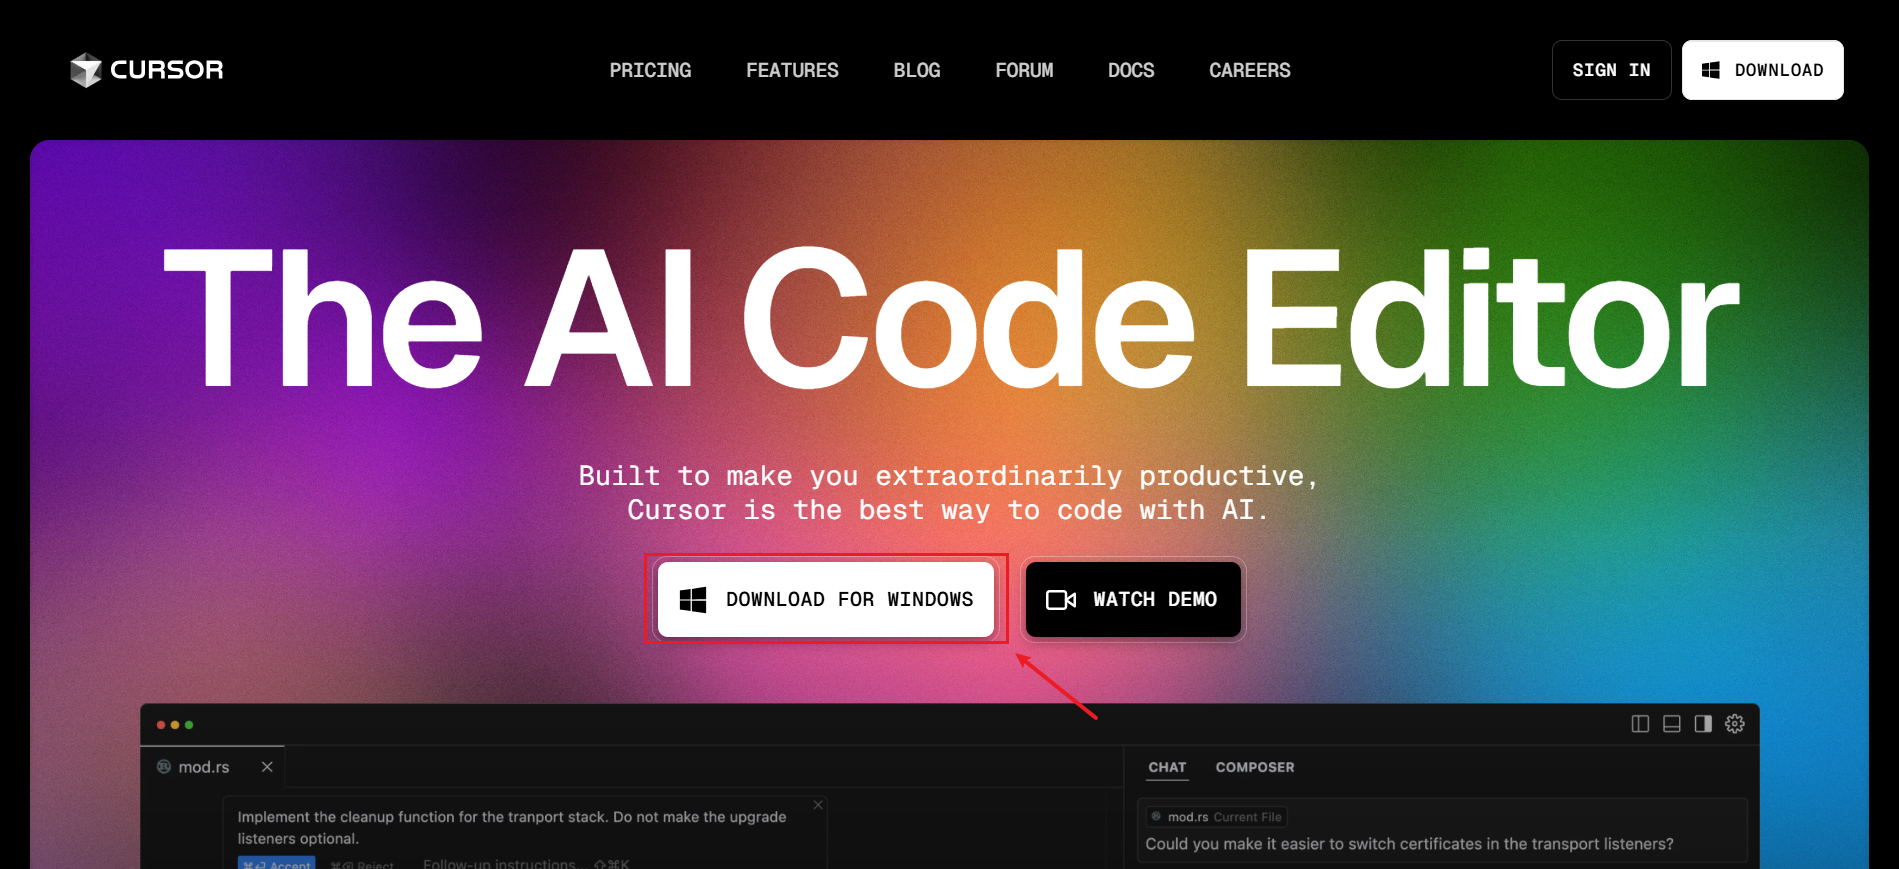 CURSOR
PRICING FEATURES BLOG FORUM DOCS CAREERS
SIGN IN
DOWNLOAD
The AI Code Editor
Built to make you extraordinarily productive,
Cursor is the best way to code with AI.
DOWNLOAD FOR WINDOWS
WATCH DEMO
mod.rs
Implement the cleanup function for the tranport stack. Do not make the upgrade
listeners optional.
⌘⏎ Accept ⌘⌫ Reject Follow-up instructions... ⇧⌘K
CHAT COMPOSER
mod.rs Current File
Could you make it easier to switch certificates in the transport listeners?